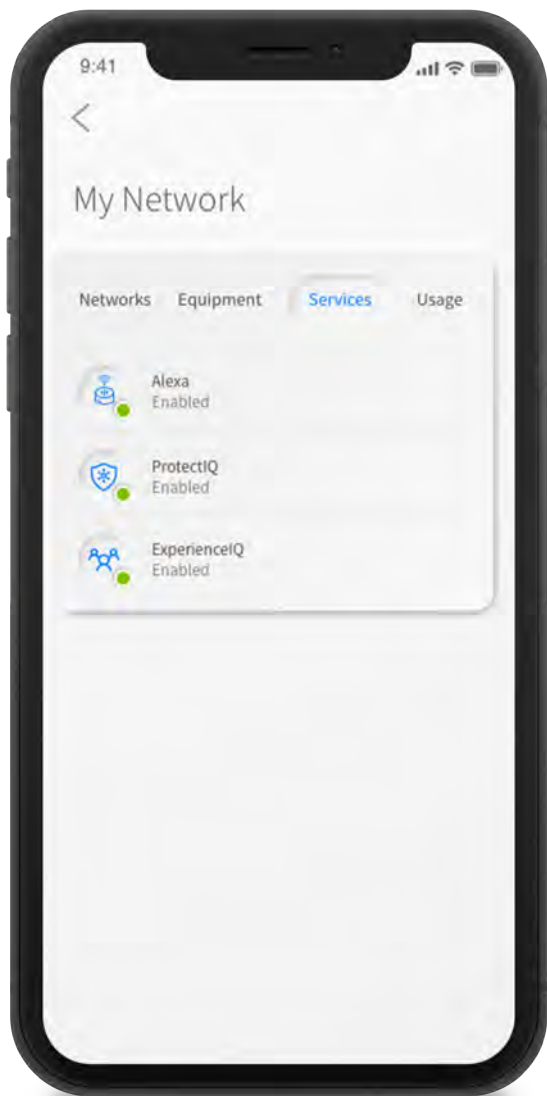 9:41
My Network
Networks Equipment Services Usage
Alexa
Enabled
ProtectIQ
Enabled
ExperienceIQ
Enabled